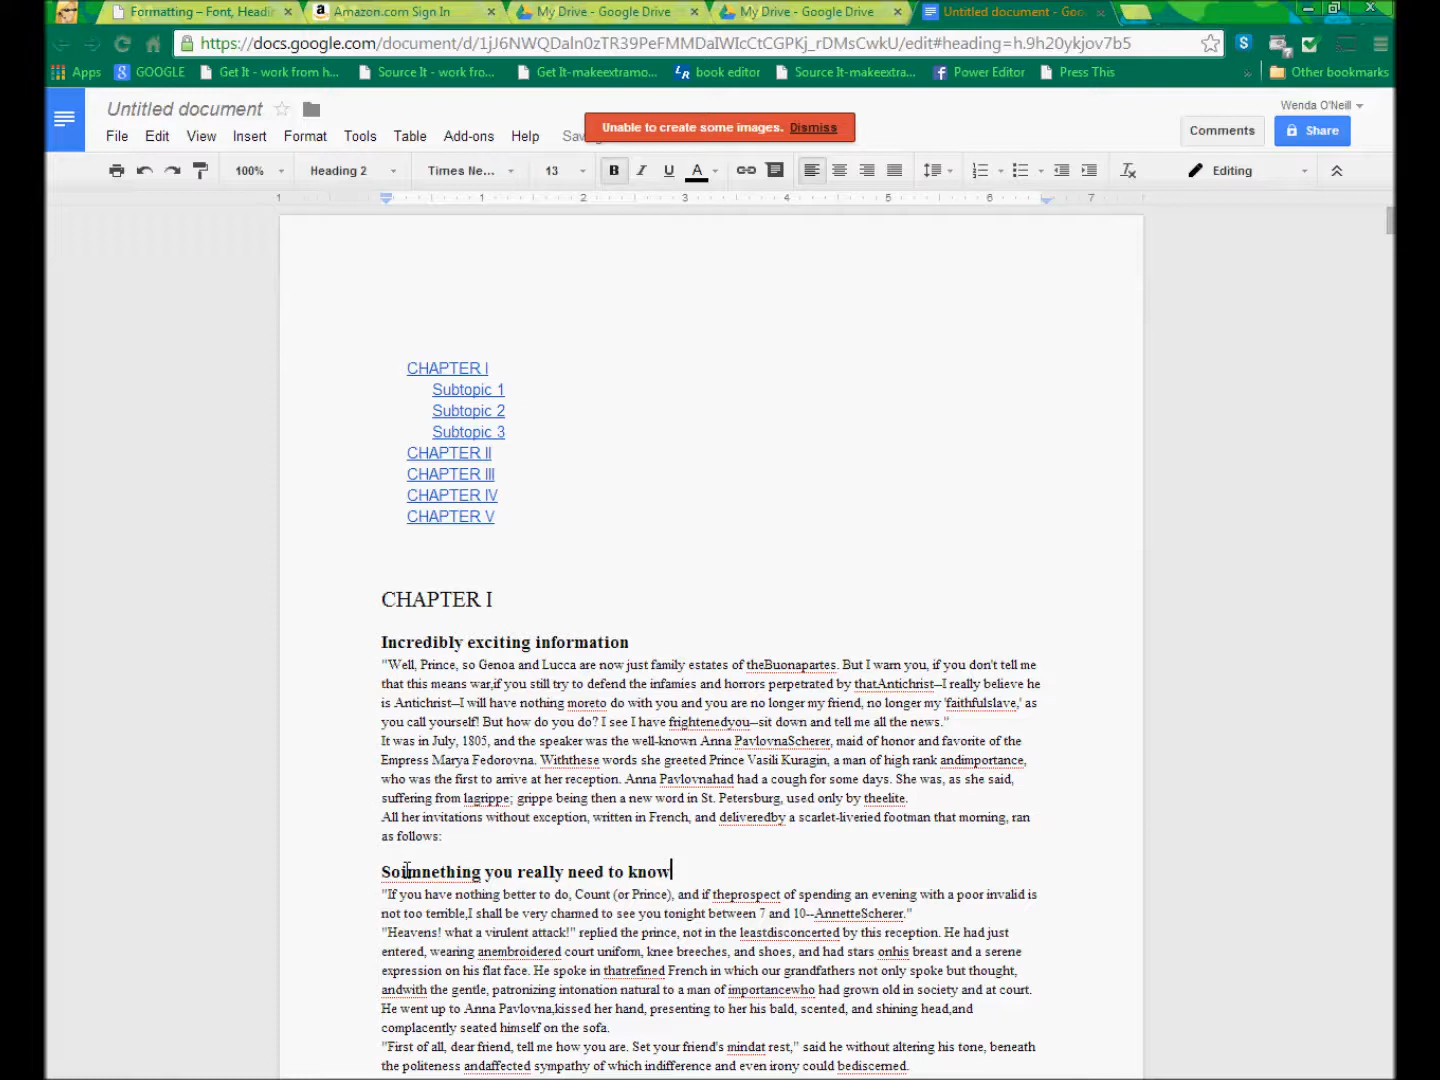 Formatting – Font, Headin
Amazon.com Sign In
My Drive - Google Drive
My Drive - Google Drive
Untitled document - Goo
https://docs.google.com/document/d/1jJ6NWQDaln0zTR39PeFMMDaIWIcCtCGPKj_rDMsCwkU/edit#heading=h.9h20ykjov7b5
Apps
GOOGLE
Get It - work from h...
Source It - work fro...
Get It-makeextramo...
book editor
Source It-makeextra...
Power Editor
Press This
»
Other bookmarks
Untitled document
Wenda O'Neill
File Edit View Insert Format Tools Table Add-ons Help
Unable to create some images. Dismiss
Comments
Share
100% Heading 2 Times Ne... 13 B I U A Editing
1 1 2 3 4 5 6 7
CHAPTER I
Subtopic 1
Subtopic 2
Subtopic 3
CHAPTER II
CHAPTER III
CHAPTER IV
CHAPTER V
CHAPTER I
Incredibly exciting information
"Well, Prince, so Genoa and Lucca are now just family estates of theBuonapartes. But I warn you, if you don't tell me
that this means war,if you still try to defend the infamies and horrors perpetrated by thatAntichrist--I really believe he
is Antichrist--I will have nothing moreto do with you and you are no longer my friend, no longer my 'faithfulslave,' as
you call yourself! But how do you do? I see I have frightenedyou--sit down and tell me all the news."
It was in July, 1805, and the speaker was the well-known Anna PavlovnaScherer, maid of honor and favorite of the
Empress Marya Fedorovna. Withthese words she greeted Prince Vasili Kuragin, a man of high rank andimportance,
who was the first to arrive at her reception. Anna Pavlovnahad had a cough for some days. She was, as she said,
suffering from lagrippe; grippe being then a new word in St. Petersburg, used only by theelite.
All her invitations without exception, written in French, and deliveredby a scarlet-liveried footman that morning, ran
as follows:
Soimnething you really need to know
"If you have nothing better to do, Count (or Prince), and if theprospect of spending an evening with a poor invalid is
not too terrible,I shall be very charmed to see you tonight between 7 and 10--AnnetteScherer."
"Heavens! what a virulent attack!" replied the prince, not in the leastdisconcerted by this reception. He had just
entered, wearing anembroidered court uniform, knee breeches, and shoes, and had stars onhis breast and a serene
expression on his flat face. He spoke in thatrefined French in which our grandfathers not only spoke but thought,
andwith the gentle, patronizing intonation natural to a man of importancewho had grown old in society and at court.
He went up to Anna Pavlovna,kissed her hand, presenting to her his bald, scented, and shining head,and
complacently seated himself on the sofa.
"First of all, dear friend, tell me how you are. Set your friend's mindat rest," said he without altering his tone, beneath
the politeness andaffected sympathy of which indifference and even irony could bediscerned.